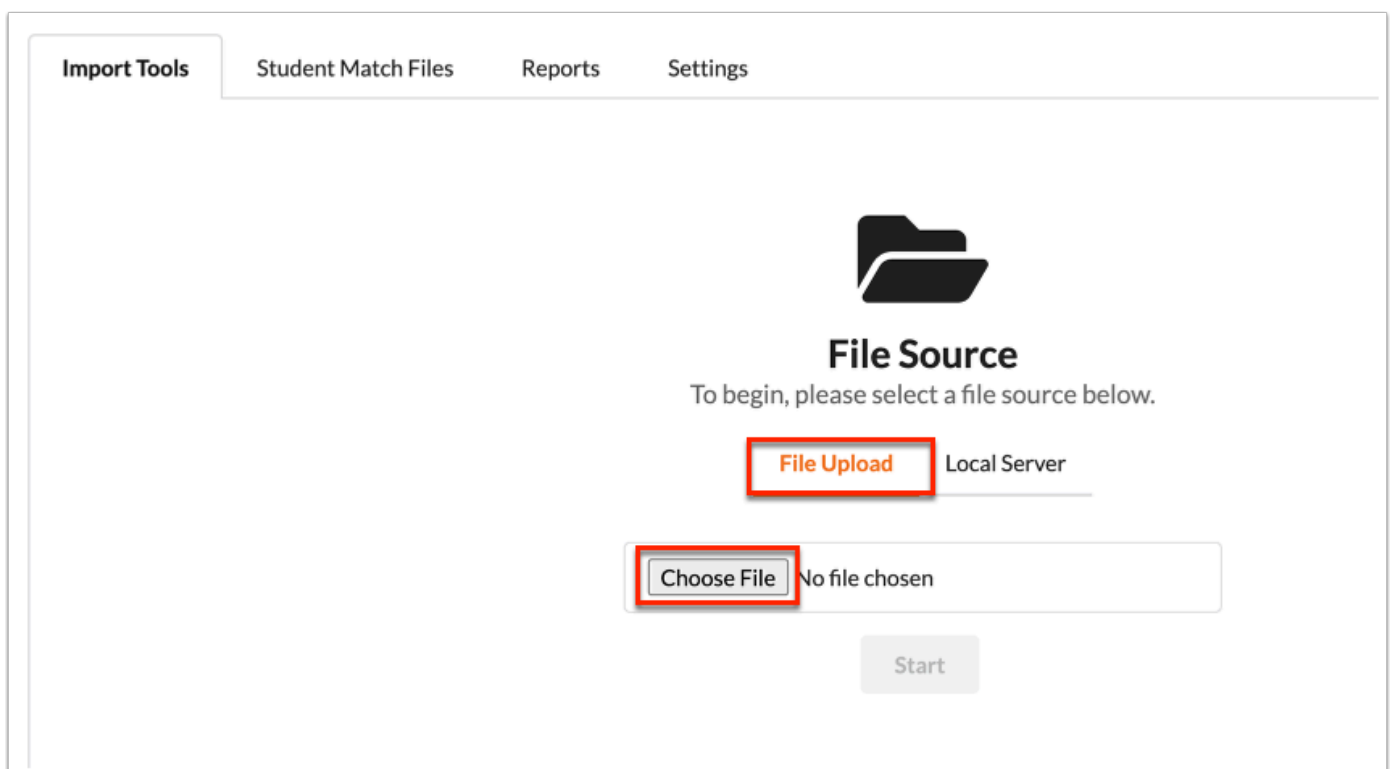 Import Tools Student Match Files Reports Settings
File Source
To begin, please select a file source below.
File Upload Local Server
Choose File No file chosen
Start